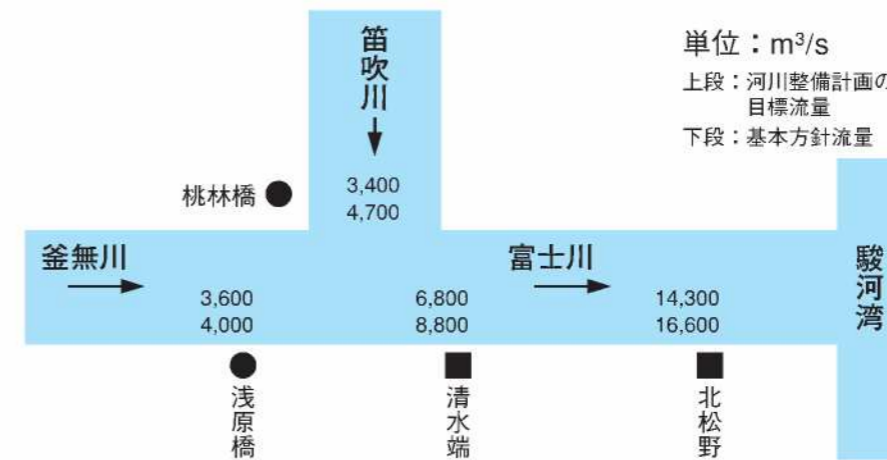 笛吹川
単位：m³/s
上段：河川整備計画の
目標流量
下段：基本方針流量
桃林橋
3,400
4,700
釜無川
富士川
駿河湾
3,600
4,000
6,800
8,800
14,300
16,600
浅原橋
清水端
北松野